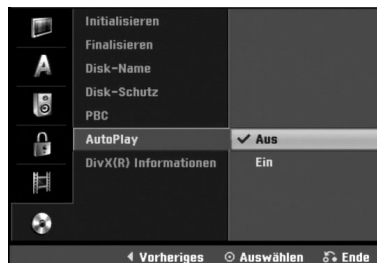 Initialisieren
Finalisieren
Disk-Name
Disk-Schutz
PBC
AutoPlay ✓ Aus
DivX(R) Informationen Ein
◀ Vorheriges ⊙ Auswählen Ende